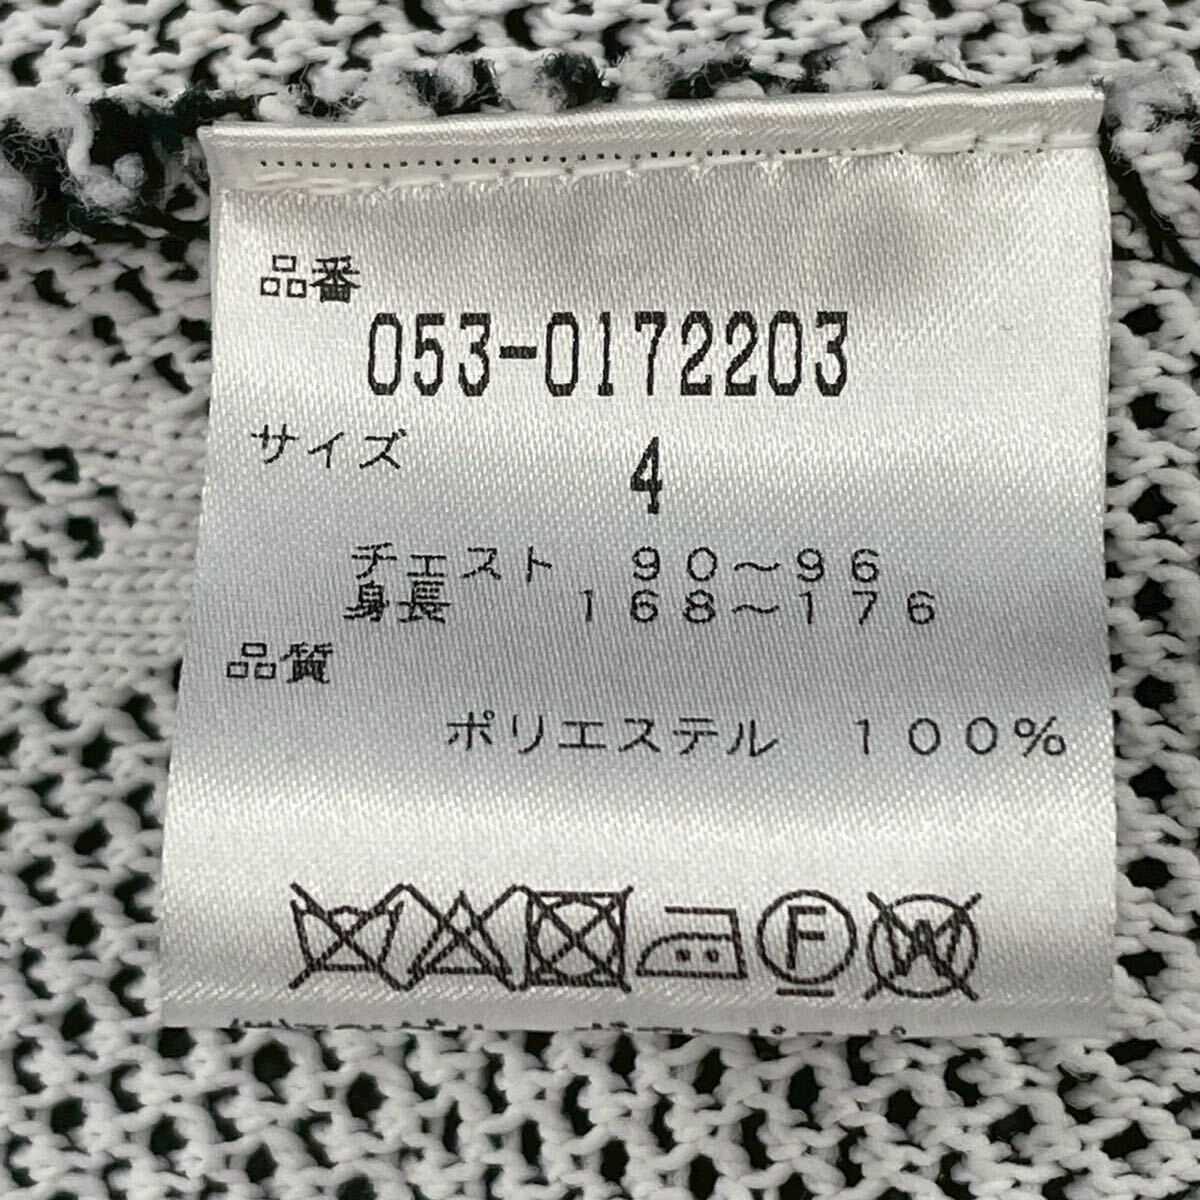 品番
053-0172203
サイズ 4
チェスト 90～96
身長 168～176
品質
ポリエステル 100%
F
W